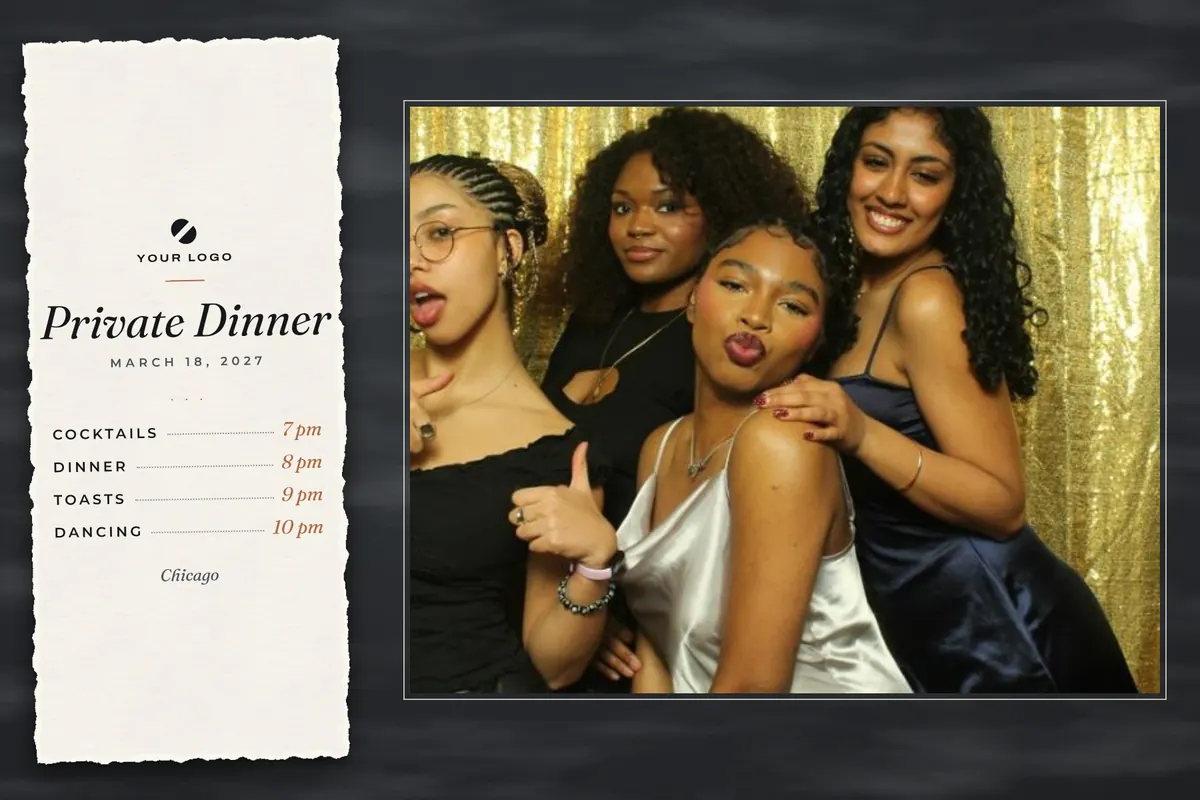 YOUR LOGO
Private Dinner
MARCH 18, 2027
COCKTAILS 7 pm
DINNER 8 pm
TOASTS 9 pm
DANCING 10 pm
Chicago